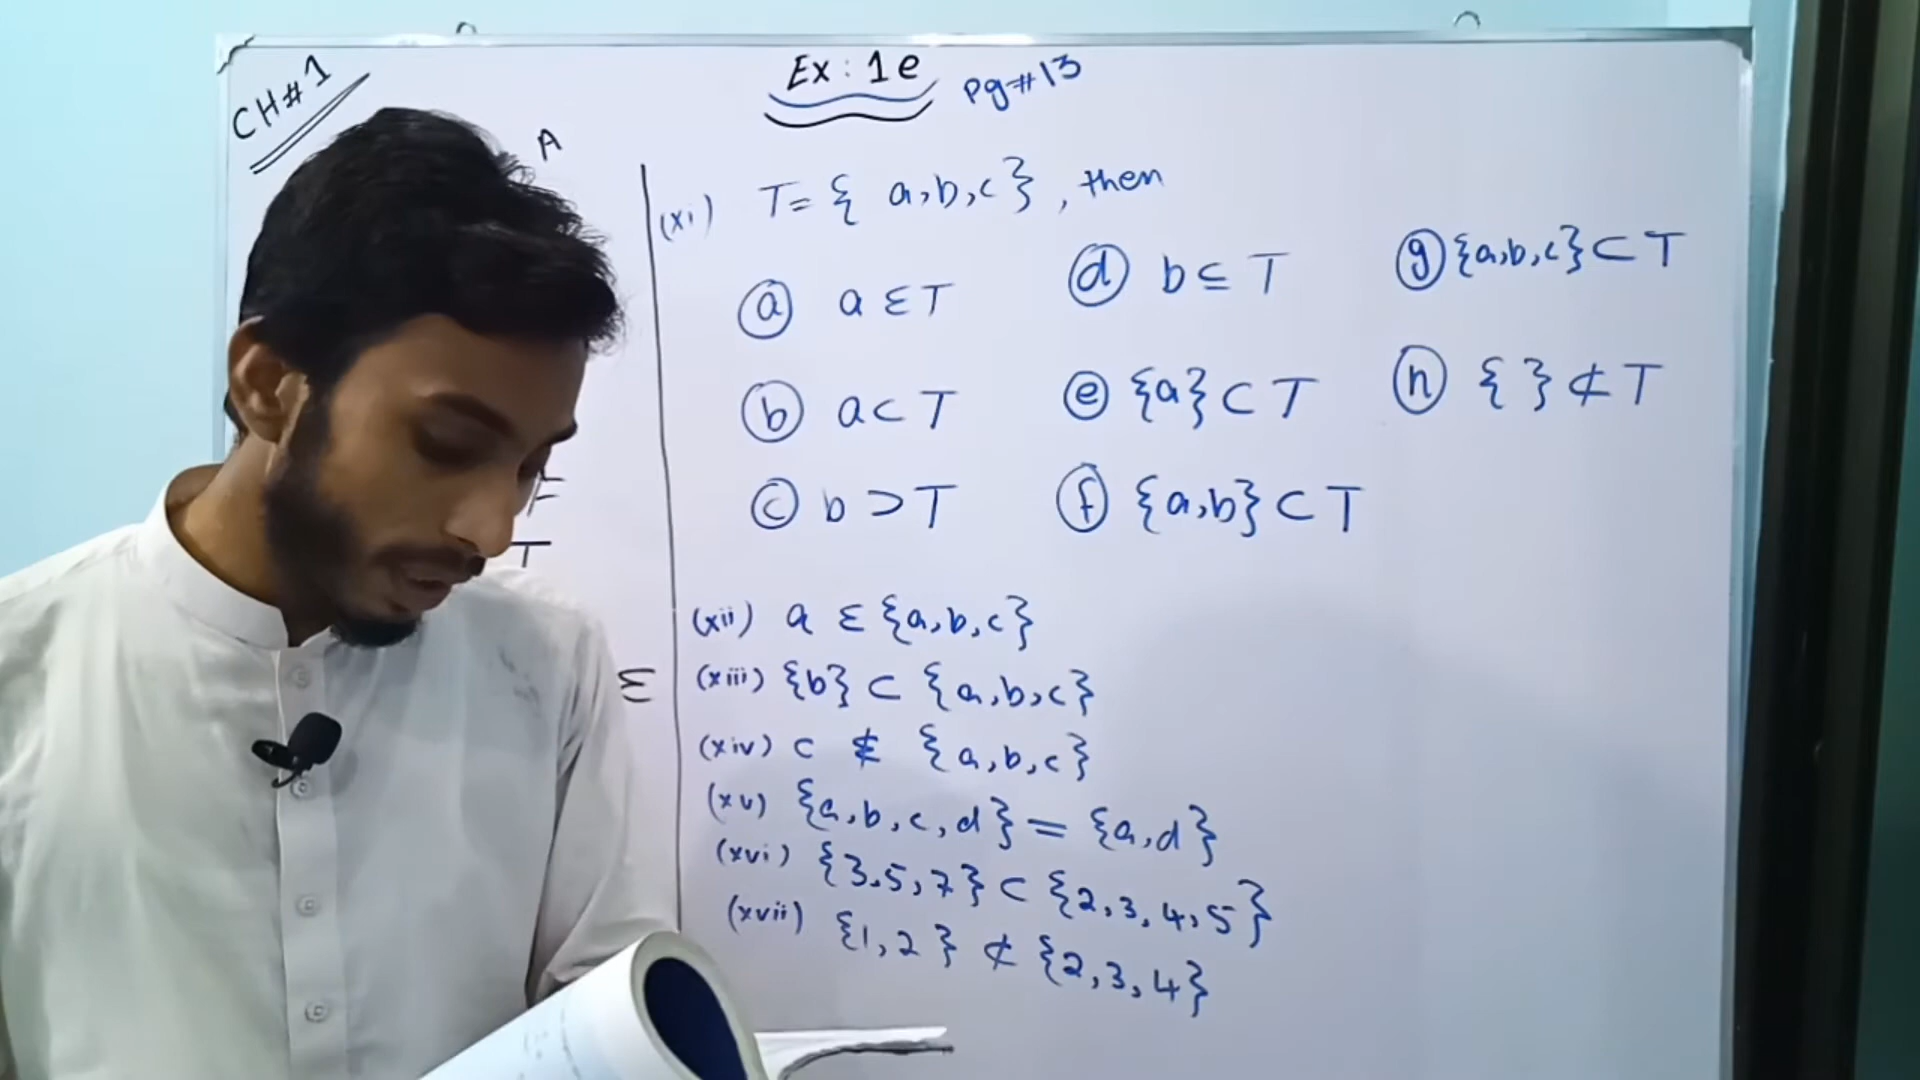 CH#1
Ex: 1e
Pg#13
A
(xi) T= { a,b,c} , then
ⓐ a ƐT
ⓑ a⊂ T
ⓒ b ⊃T
ⓓ b ⊆ T
ⓔ {a} ⊂ T
ⓕ {a,b} ⊂ T
ⓖ {a,b,c} ⊂ T
ⓗ { } ⊄ T
F
T
Ɛ
(xii) a Ɛ {a,b,c}
(xiii) {b} ⊂ {a,b,c}
(xiv) c ∉ {a,b,c}
(xv) {a,b,c,d} = {a,d}
(xvi) {3,5,7} ⊂ {2,3,4,5}
(xvii) {1,2} ⊄ {2,3,4}